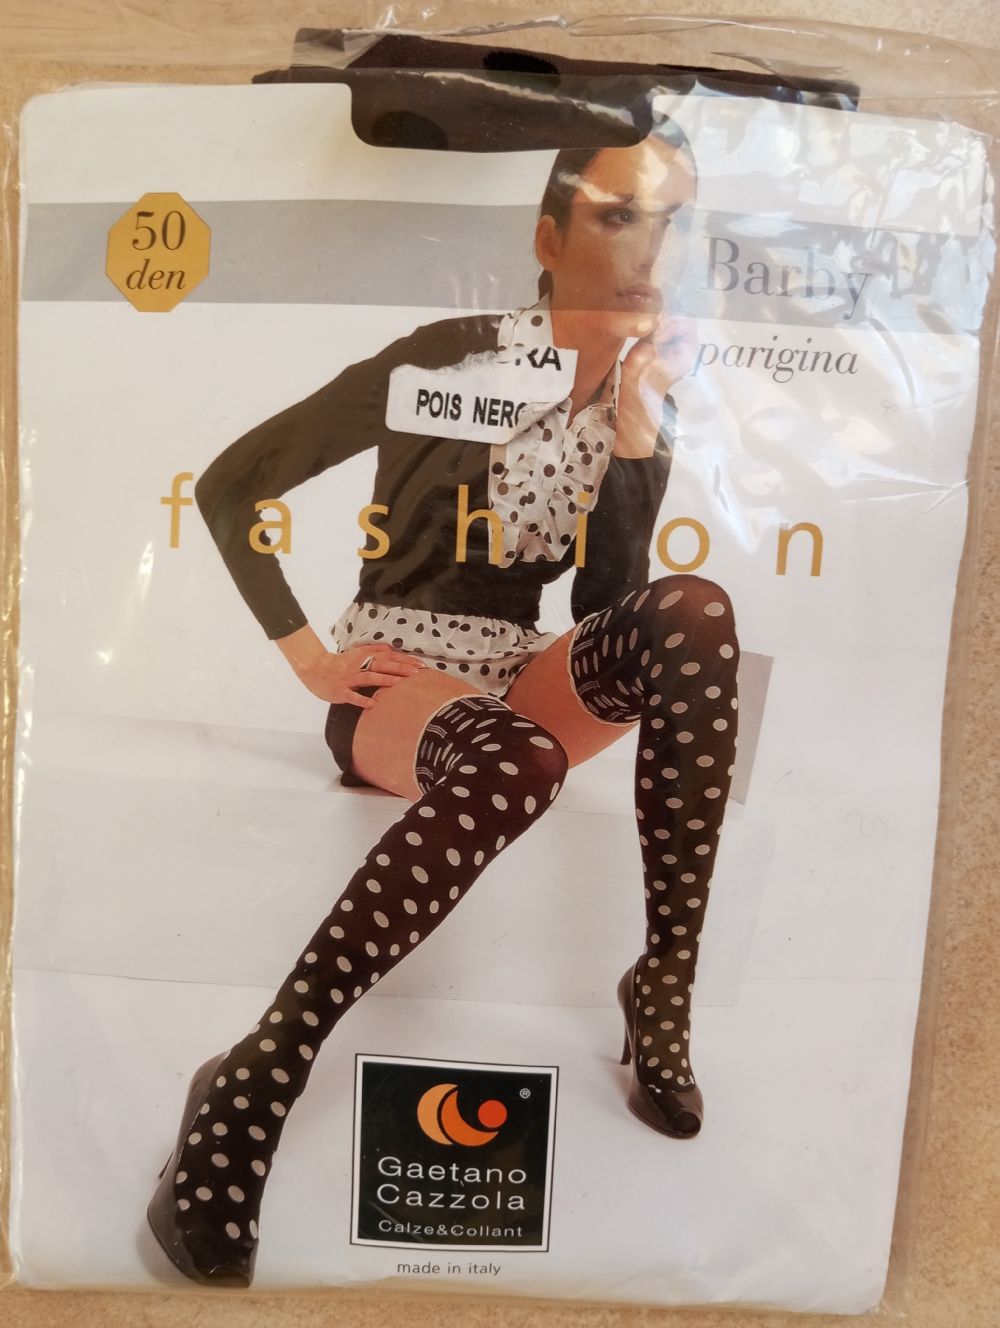 50
den
Barby
parigina
POIS NERO
fashion
®
Gaetano
Cazzola
Calze&Collant
made in italy